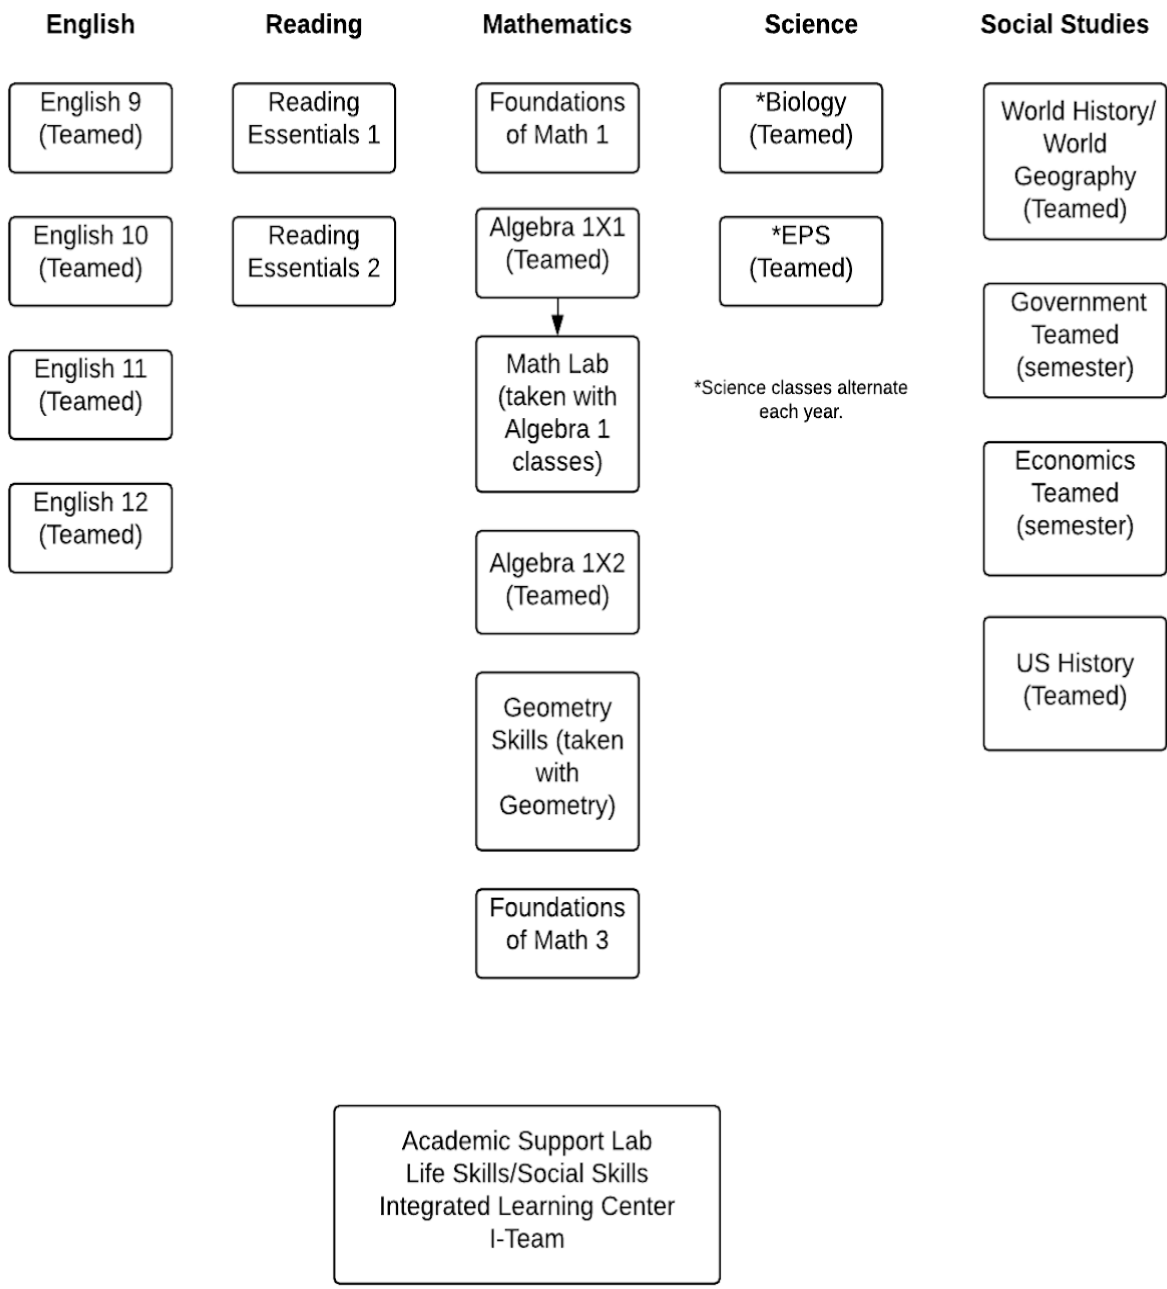 English
Reading
Mathematics
Science
Social Studies
English 9
(Teamed)
English 10
(Teamed)
English 11
(Teamed)
English 12
(Teamed)
Reading
Essentials 1
Reading
Essentials 2
Foundations
of Math 1
Algebra 1X1
(Teamed)
Math Lab
(taken with
Algebra 1
classes)
Algebra 1X2
(Teamed)
Geometry
Skills (taken
with
Geometry)
Foundations
of Math 3
*Biology
(Teamed)
*EPS
(Teamed)
*Science classes alternate
each year.
World History/
World
Geography
(Teamed)
Government
Teamed
(semester)
Economics
Teamed
(semester)
US History
(Teamed)
Academic Support Lab
Life Skills/Social Skills
Integrated Learning Center
I-Team